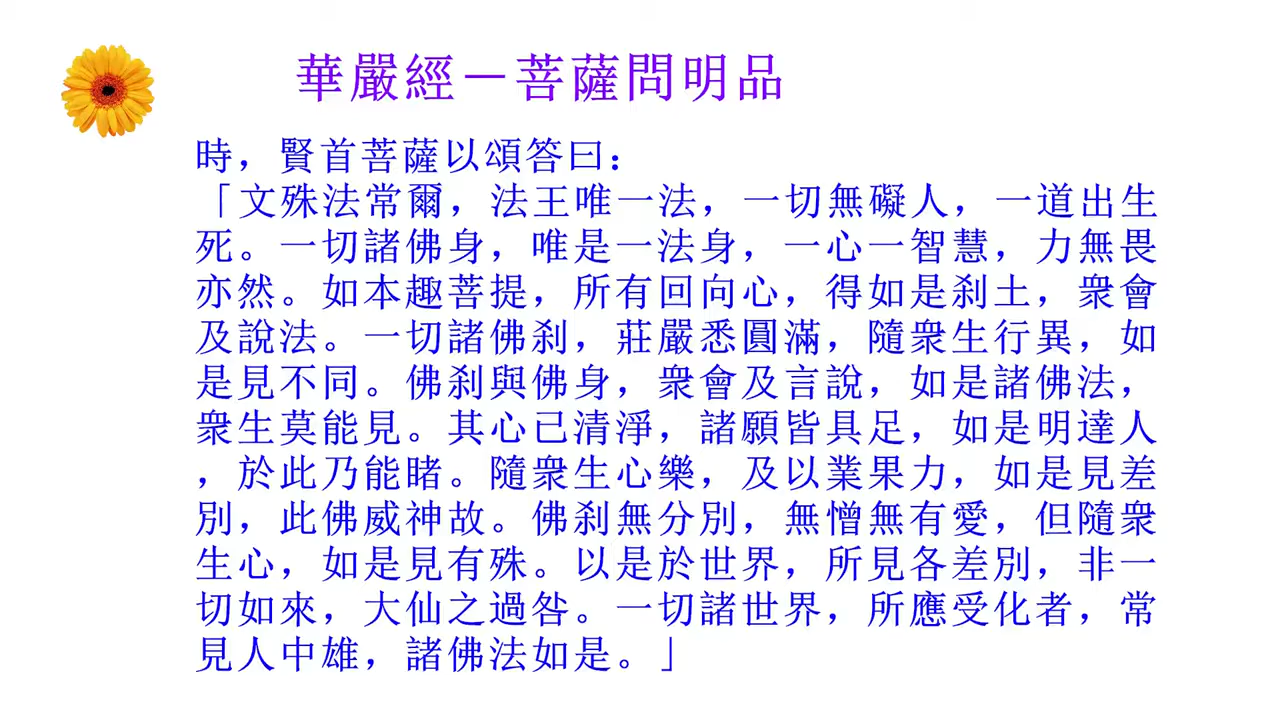 華嚴經－菩薩問明品
時，賢首菩薩以頌答曰：
「文殊法常爾，法王唯一法，一切無礙人，一道出生
死。一切諸佛身，唯是一法身，一心一智慧，力無畏
亦然。如本趣菩提，所有回向心，得如是剎土，衆會
及說法。一切諸佛剎，莊嚴悉圓滿，隨衆生行異，如
是見不同。佛剎與佛身，衆會及言說，如是諸佛法，
衆生莫能見。其心已清淨，諸願皆具足，如是明達人
，於此乃能睹。隨衆生心樂，及以業果力，如是見差
別，此佛威神故。佛剎無分別，無憎無有愛，但隨衆
生心，如是見有殊。以是於世界，所見各差別，非一
切如來，大仙之過咎。一切諸世界，所應受化者，常
見人中雄，諸佛法如是。」